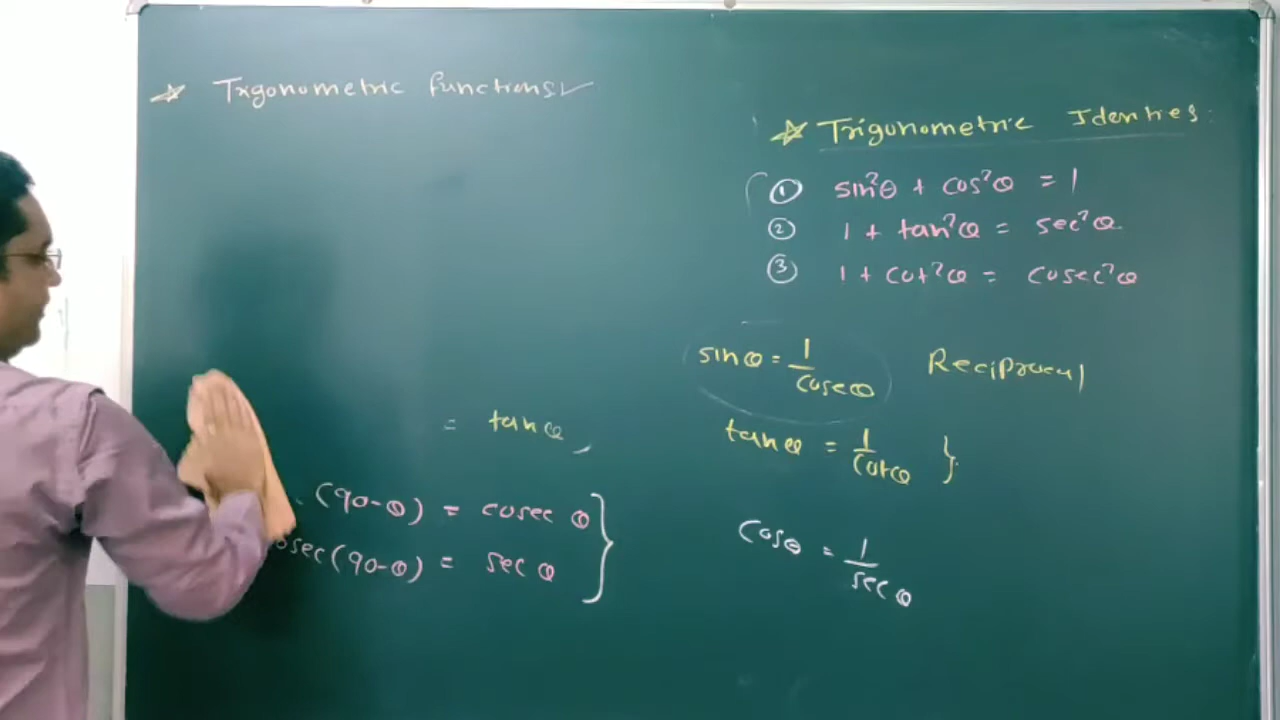 Trigonometric functions
= tanθ
(90-θ) = cosec θ
osec(90-θ) = sec θ
Trigonometric Identies:
① sin²θ + cos²θ = 1
② 1 + tan²θ = sec²θ
③ 1 + cot²θ = cosec²θ
sinθ = 1/cosecθ Reciprocal
tanθ = 1/cotθ }
cosθ = 1/secθ